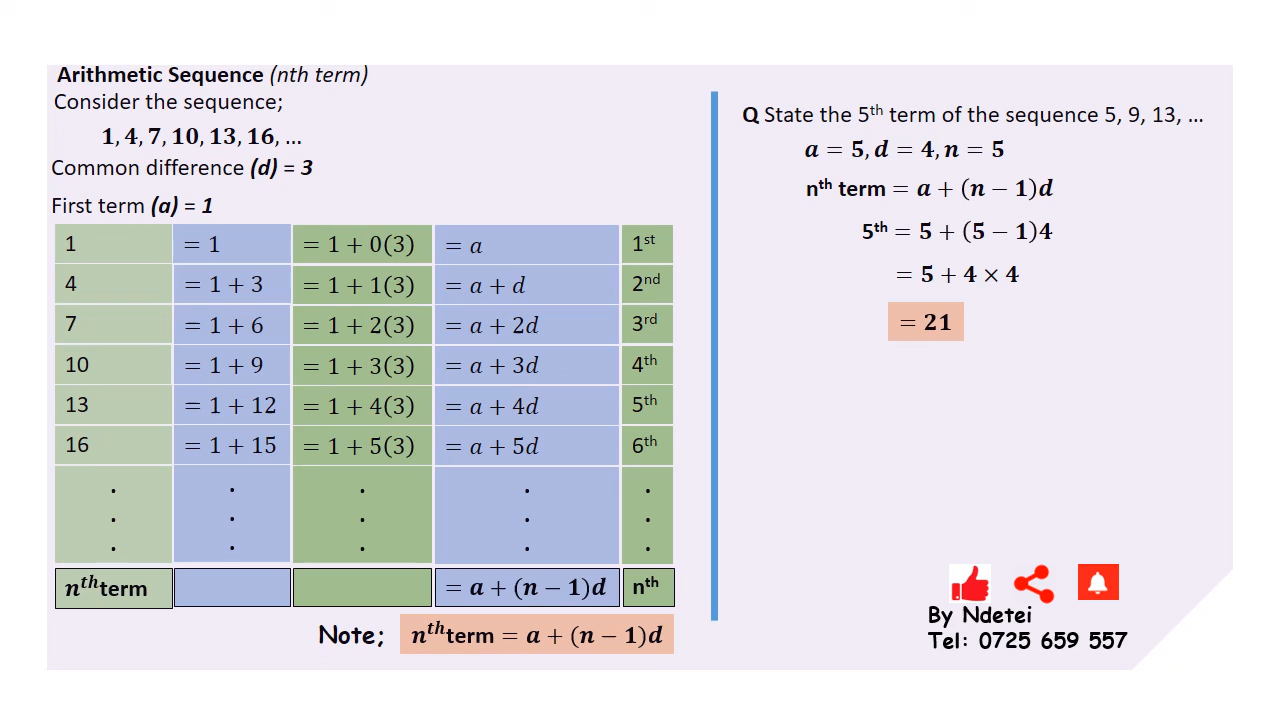 Arithmetic Sequence (nth term)
Consider the sequence;
1, 4, 7, 10, 13, 16, …
Common difference (d) = 3
First term (a) = 1
1 = 1 = 1 + 0(3) = a 1st
4 = 1 + 3 = 1 + 1(3) = a + d 2nd
7 = 1 + 6 = 1 + 2(3) = a + 2d 3rd
10 = 1 + 9 = 1 + 3(3) = a + 3d 4th
13 = 1 + 12 = 1 + 4(3) = a + 4d 5th
16 = 1 + 15 = 1 + 5(3) = a + 5d 6th
. . . . .
. . . . .
. . . . .
nth term = a + (n − 1)d nth
Note; nth term = a + (n − 1)d
Q State the 5th term of the sequence 5, 9, 13, …
a = 5, d = 4, n = 5
nth term = a + (n − 1)d
5th = 5 + (5 − 1)4
= 5 + 4 × 4
= 21
By Ndetei
Tel: 0725 659 557